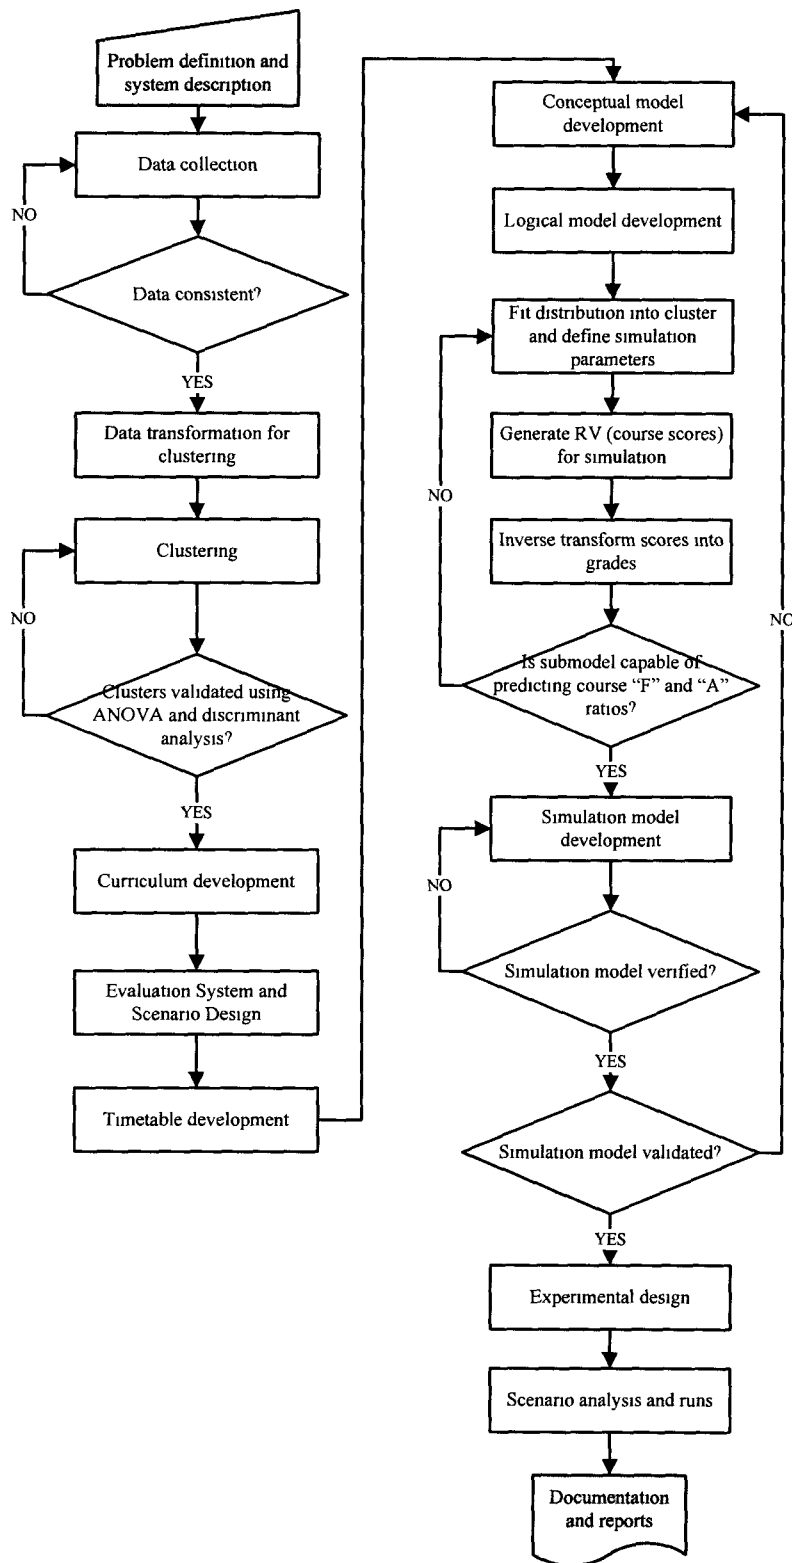 Problem definition and
system description
Data collection
NO
Data consistent?
YES
Data transformation for
clustering
Clustering
NO
Clusters validated using
ANOVA and discriminant
analysis?
YES
Curriculum development
Evaluation System and
Scenario Design
Timetable development
Conceptual model
development
Logical model development
Fit distribution into cluster
and define simulation
parameters
Generate RV (course scores)
for simulation
NO
Inverse transform scores into
grades
NO
Is submodel capable of
predicting course “F” and “A”
ratios?
YES
Simulation model
development
NO
Simulation model verified?
YES
Simulation model validated?
YES
Experimental design
Scenario analysis and runs
Documentation
and reports